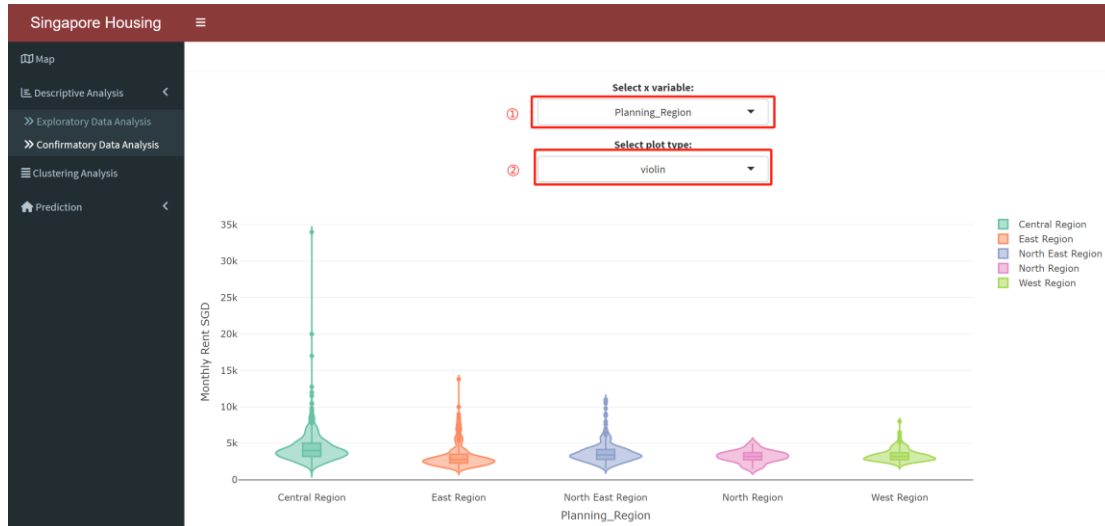 Singapore Housing
Map
Descriptive Analysis
Exploratory Data Analysis
Confirmatory Data Analysis
Clustering Analysis
Prediction
Select x variable:
① Planning_Region
Select plot type:
② violin
35k
30k
25k
20k
15k
10k
5k
0
Monthly Rent SGD
Central Region
East Region
North East Region
North Region
West Region
Planning_Region
Central Region
East Region
North East Region
North Region
West Region